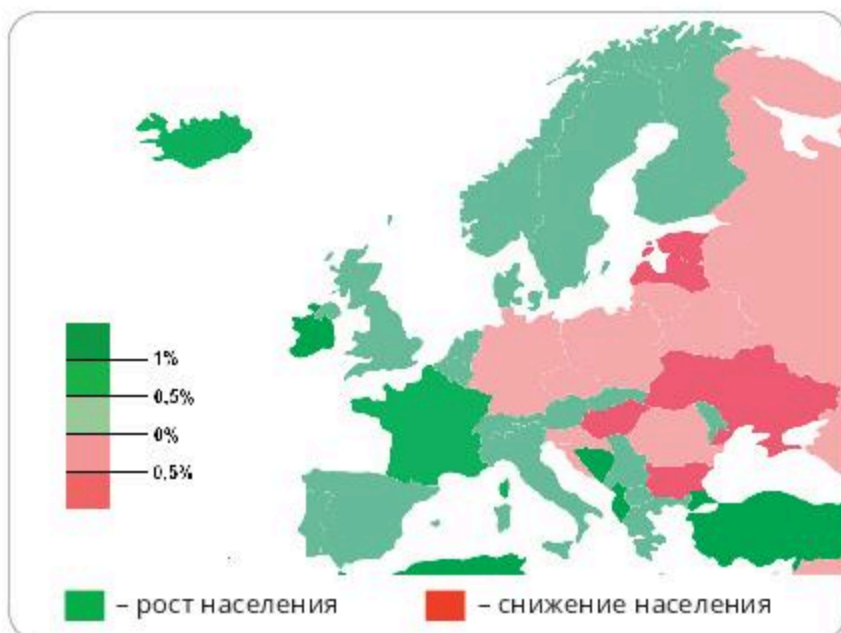 1%
0.5%
0%
0.5%
– рост населения
– снижение населения